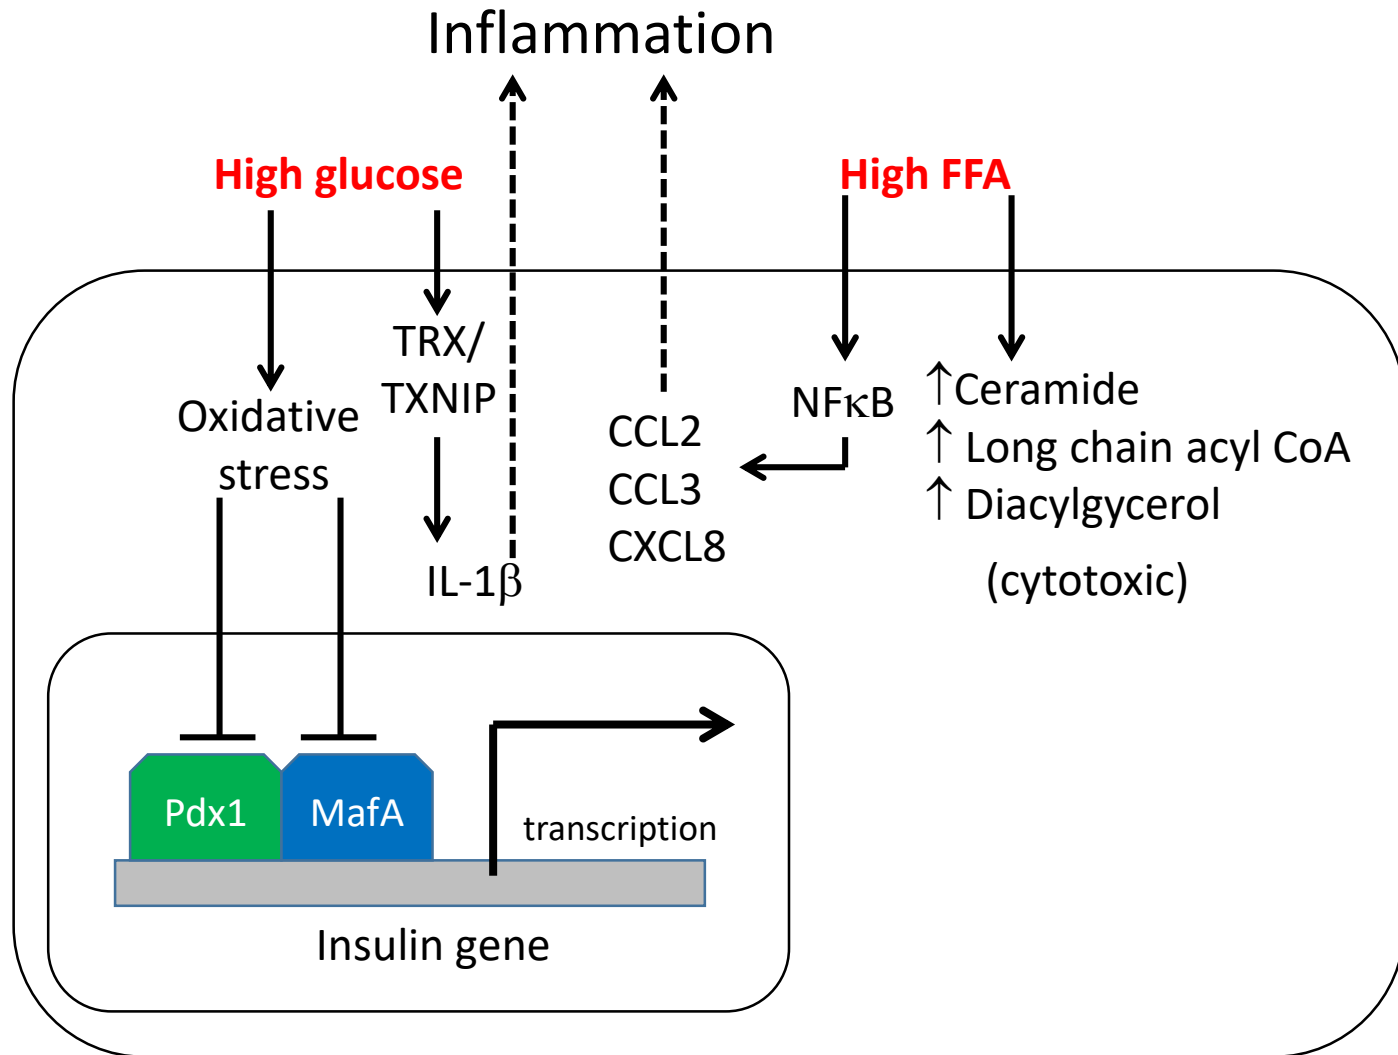 Inflammation
High glucose
High FFA
TRX/
TXNIP
Oxidative
stress
IL-1β
CCL2
CCL3
CXCL8
NFκB
↑Ceramide
↑ Long chain acyl CoA
↑ Diacylgycerol
(cytotoxic)
Pdx1
MafA
transcription
Insulin gene